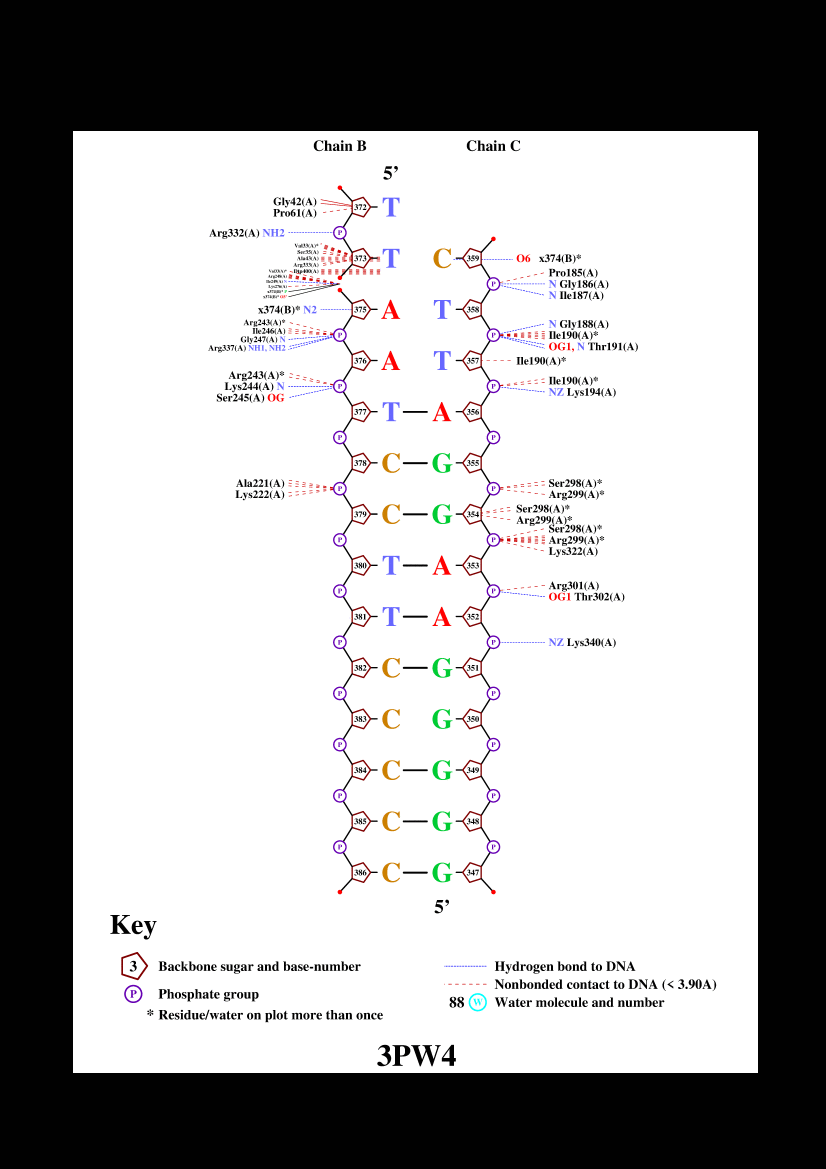 Chain B Chain C
5’
Gly42(A) 372 T
Pro61(A)
Arg332(A) NH2 P
Val33(A)*
Ser35(A)
Ala43(A) 373 T C 359 O6 x374(B)*
Arg333(A)
Val33(A)*
Pro185(A)
P N Gly186(A)
N Ile187(A)
x374(B)* N2 375 A T 358
Arg243(A)* N Gly188(A)
Ile246(A) P P Ile190(A)*
Gly247(A) N OG1, N Thr191(A)
Arg337(A) NH1, NH2
376 A T 357 Ile190(A)*
Arg243(A)* Ile190(A)*
Lys244(A) N P P NZ Lys194(A)
Ser245(A) OG
377 T A 356
P P
378 C G 355
Ala221(A) P P Ser298(A)*
Lys222(A) Arg299(A)*
379 C G 354 Ser298(A)*
Arg299(A)*
Ser298(A)*
P P Arg299(A)*
Lys322(A)
380 T A 353
P P Arg301(A)
OG1 Thr302(A)
381 T A 352
P P NZ Lys340(A)
382 C G 351
P P
383 C G 350
P P
384 C G 349
P P
385 C G 348
P P
386 C G 347
5’
Key
3 Backbone sugar and base-number
P Phosphate group
* Residue/water on plot more than once
Hydrogen bond to DNA
Nonbonded contact to DNA (< 3.90A)
88 W Water molecule and number
3PW4